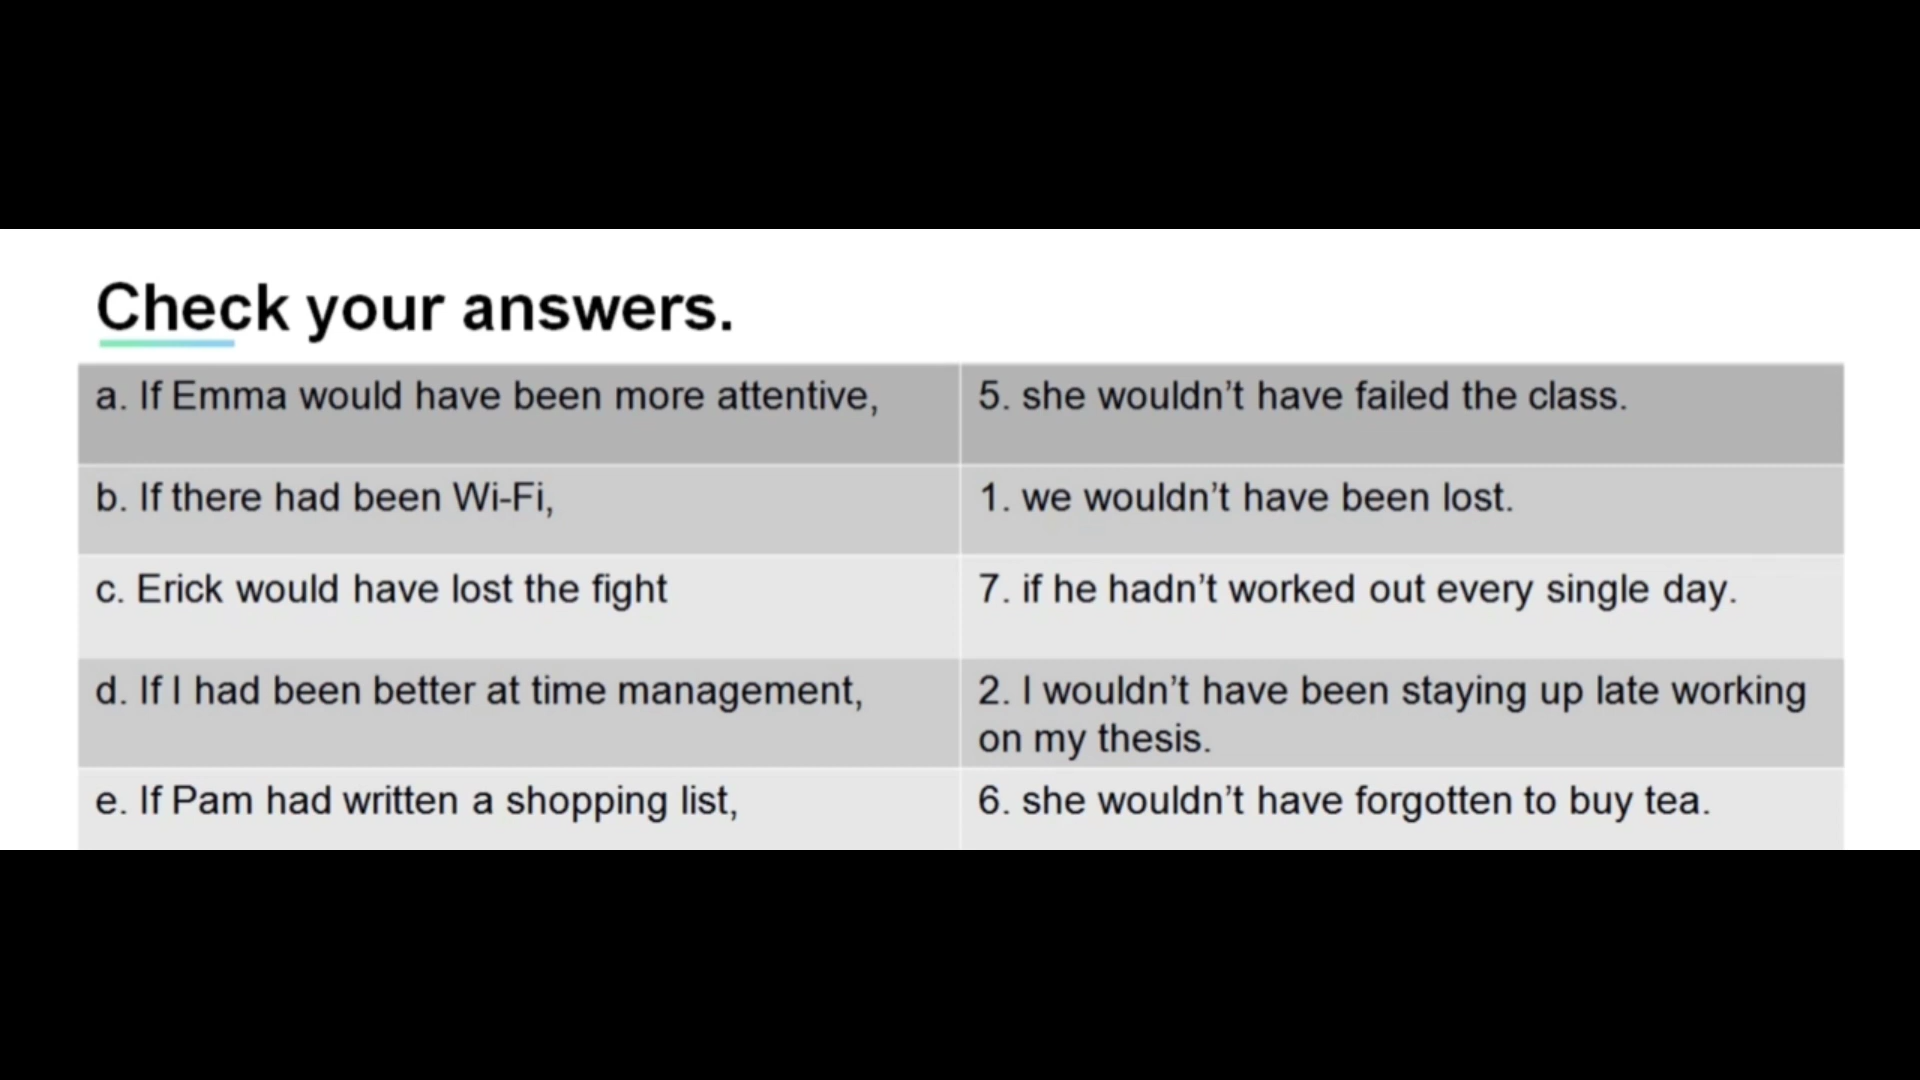 Check your answers.
a. If Emma would have been more attentive,
5. she wouldn’t have failed the class.
b. If there had been Wi-Fi,
1. we wouldn’t have been lost.
c. Erick would have lost the fight
7. if he hadn’t worked out every single day.
d. If I had been better at time management,
2. I wouldn’t have been staying up late working
on my thesis.
e. If Pam had written a shopping list,
6. she wouldn’t have forgotten to buy tea.